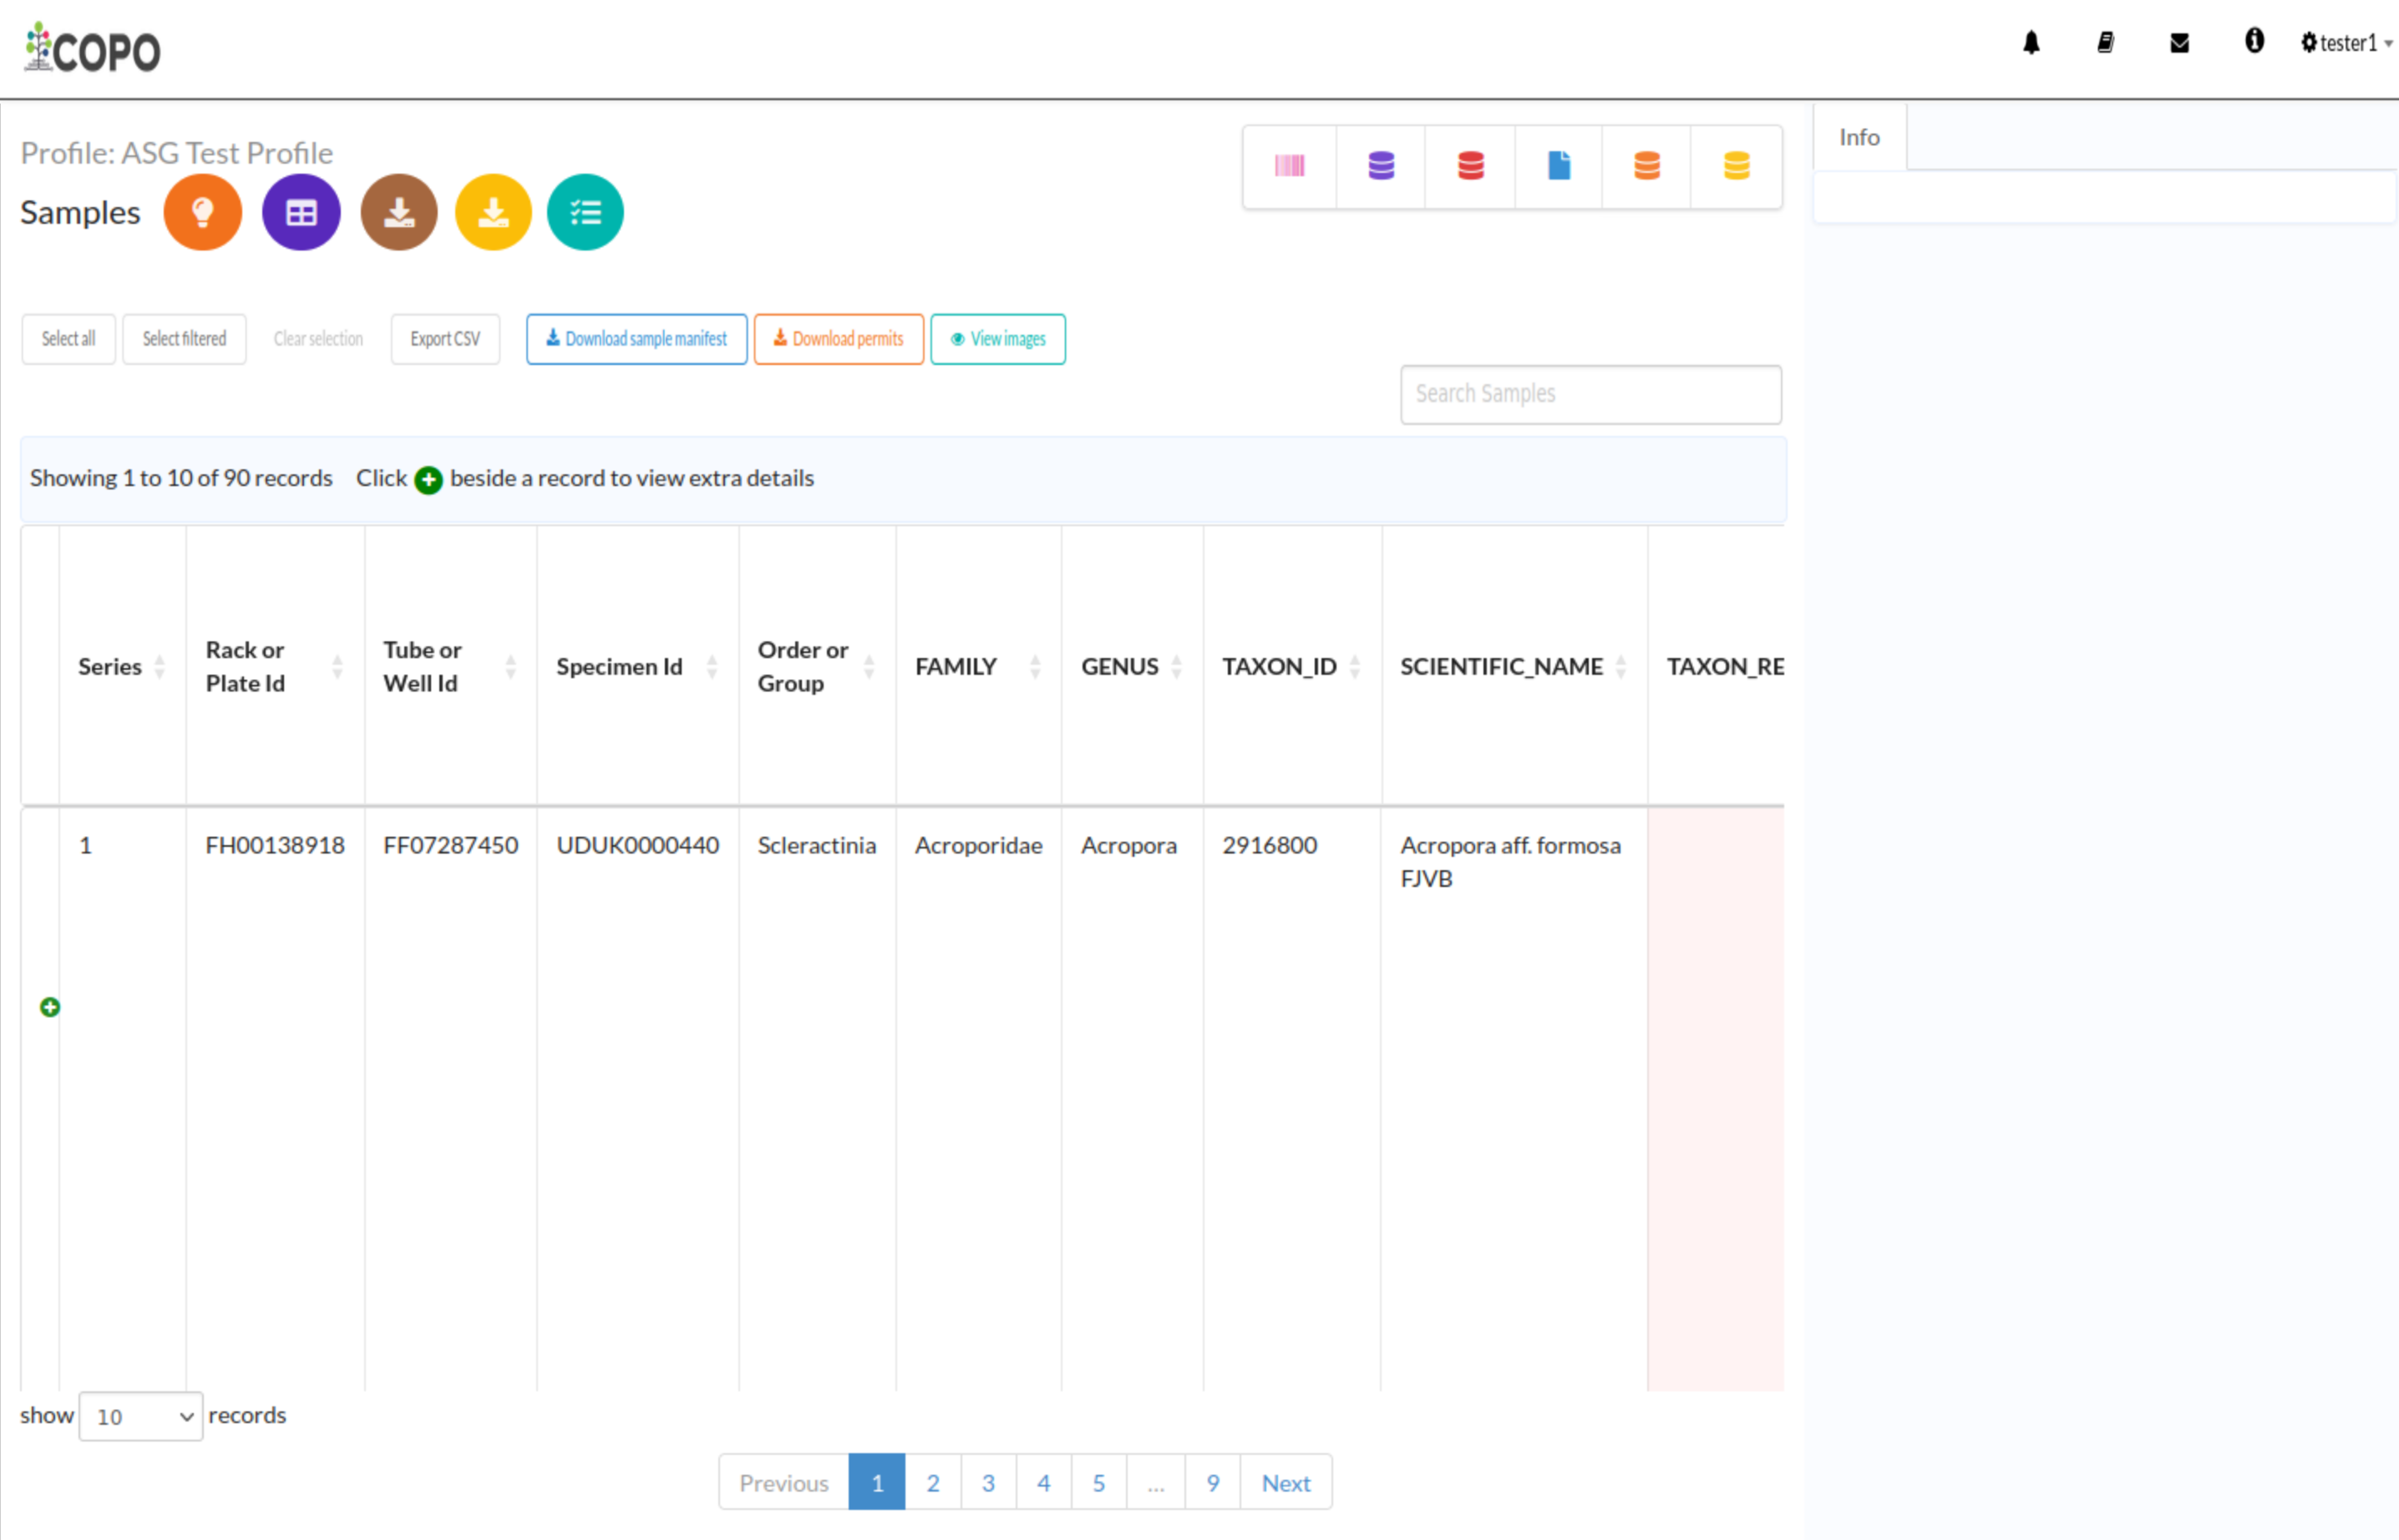 COPO
tester1
Profile: ASG Test Profile
Samples
Info
Select all
Select filtered
Clear selection
Export CSV
Download sample manifest
Download permits
View images
Search Samples
Showing 1 to 10 of 90 records Click beside a record to view extra details
Series
Rack or
Plate Id
Tube or
Well Id
Specimen Id
Order or
Group
FAMILY
GENUS
TAXON_ID
SCIENTIFIC_NAME
TAXON_RE
1
FH00138918
FF07287450
UDUK0000440
Scleractinia
Acroporidae
Acropora
2916800
Acropora aff. formosa
FJVB
show 10 records
Previous 1 2 3 4 5 ... 9 Next